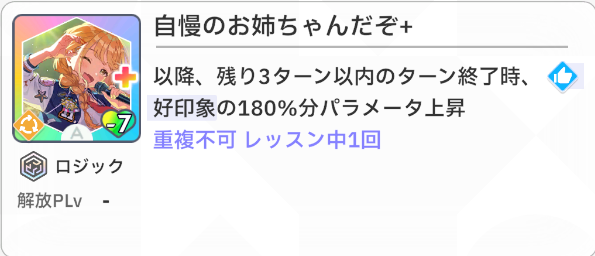 自慢のお姉ちゃんだぞ+
以降、残り3ターン以内のターン終了時、
好印象の180%分パラメータ上昇
重複不可 レッスン中1回
-7
A
ロジック
解放PLv -